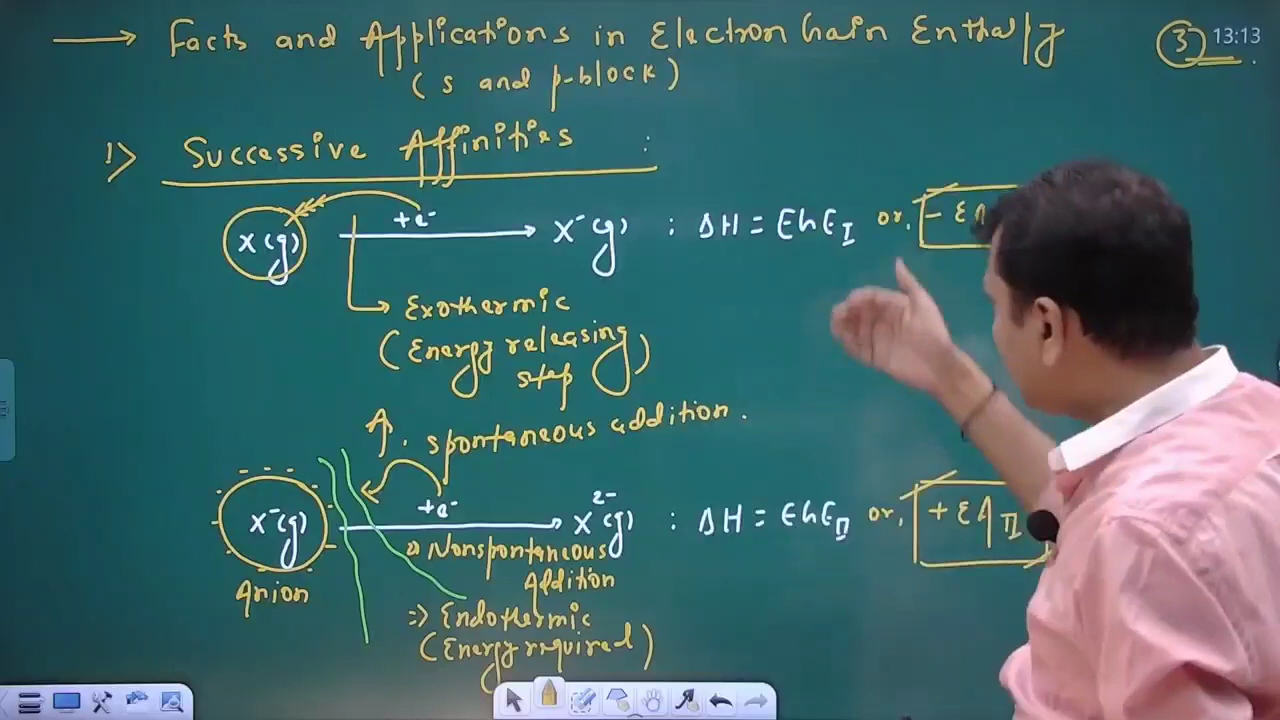 → Facts and Applications in Electron Gain Enthalpy ③ 13:13
(s and p-block)
1) Successive Affinities :
X(g) +e⁻ → X⁻(g) : ΔH = EGE_I or,
Exothermic
(Energy releasing
step)
↑. spontaneous addition.
X⁻(g) +e⁻ → X²⁻(g) : ΔH = EGE_II or, + EA_II
Anion
Nonspontaneous
Addition
=> Endothermic
(Energy required)